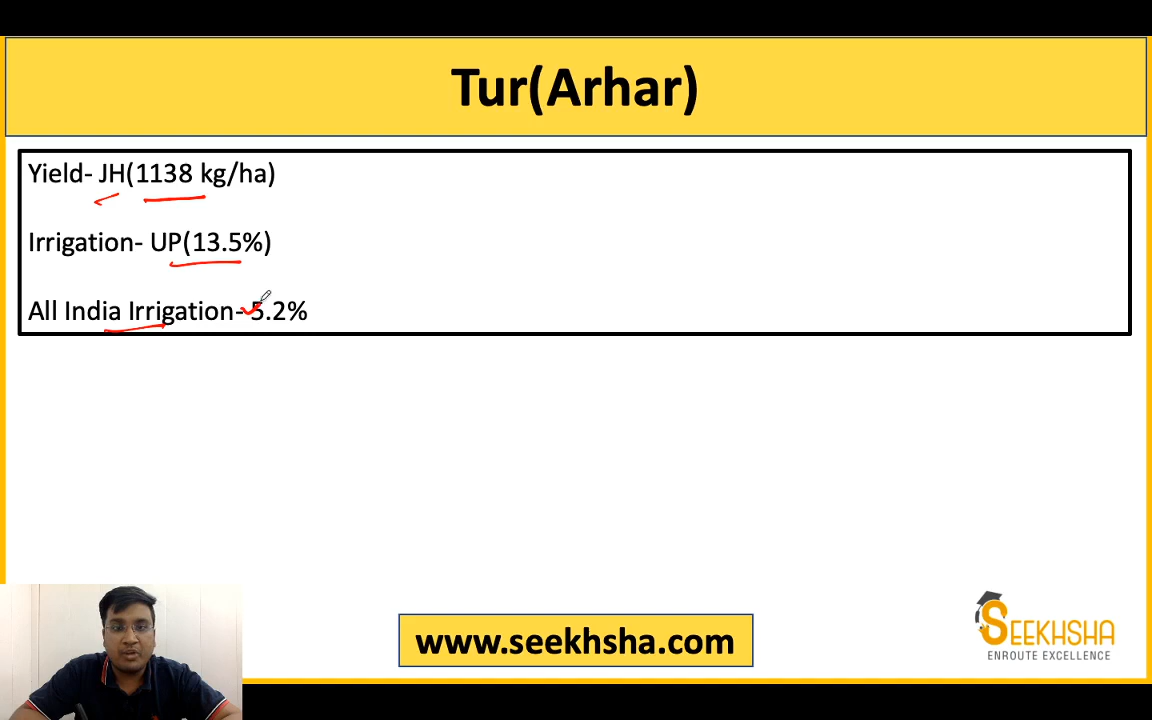 Tur(Arhar)
Yield- JH(1138 kg/ha)
Irrigation- UP(13.5%)
All India Irrigation- 5.2%
www.seekhsha.com
SEEKHSHA
ENROUTE EXCELLENCE